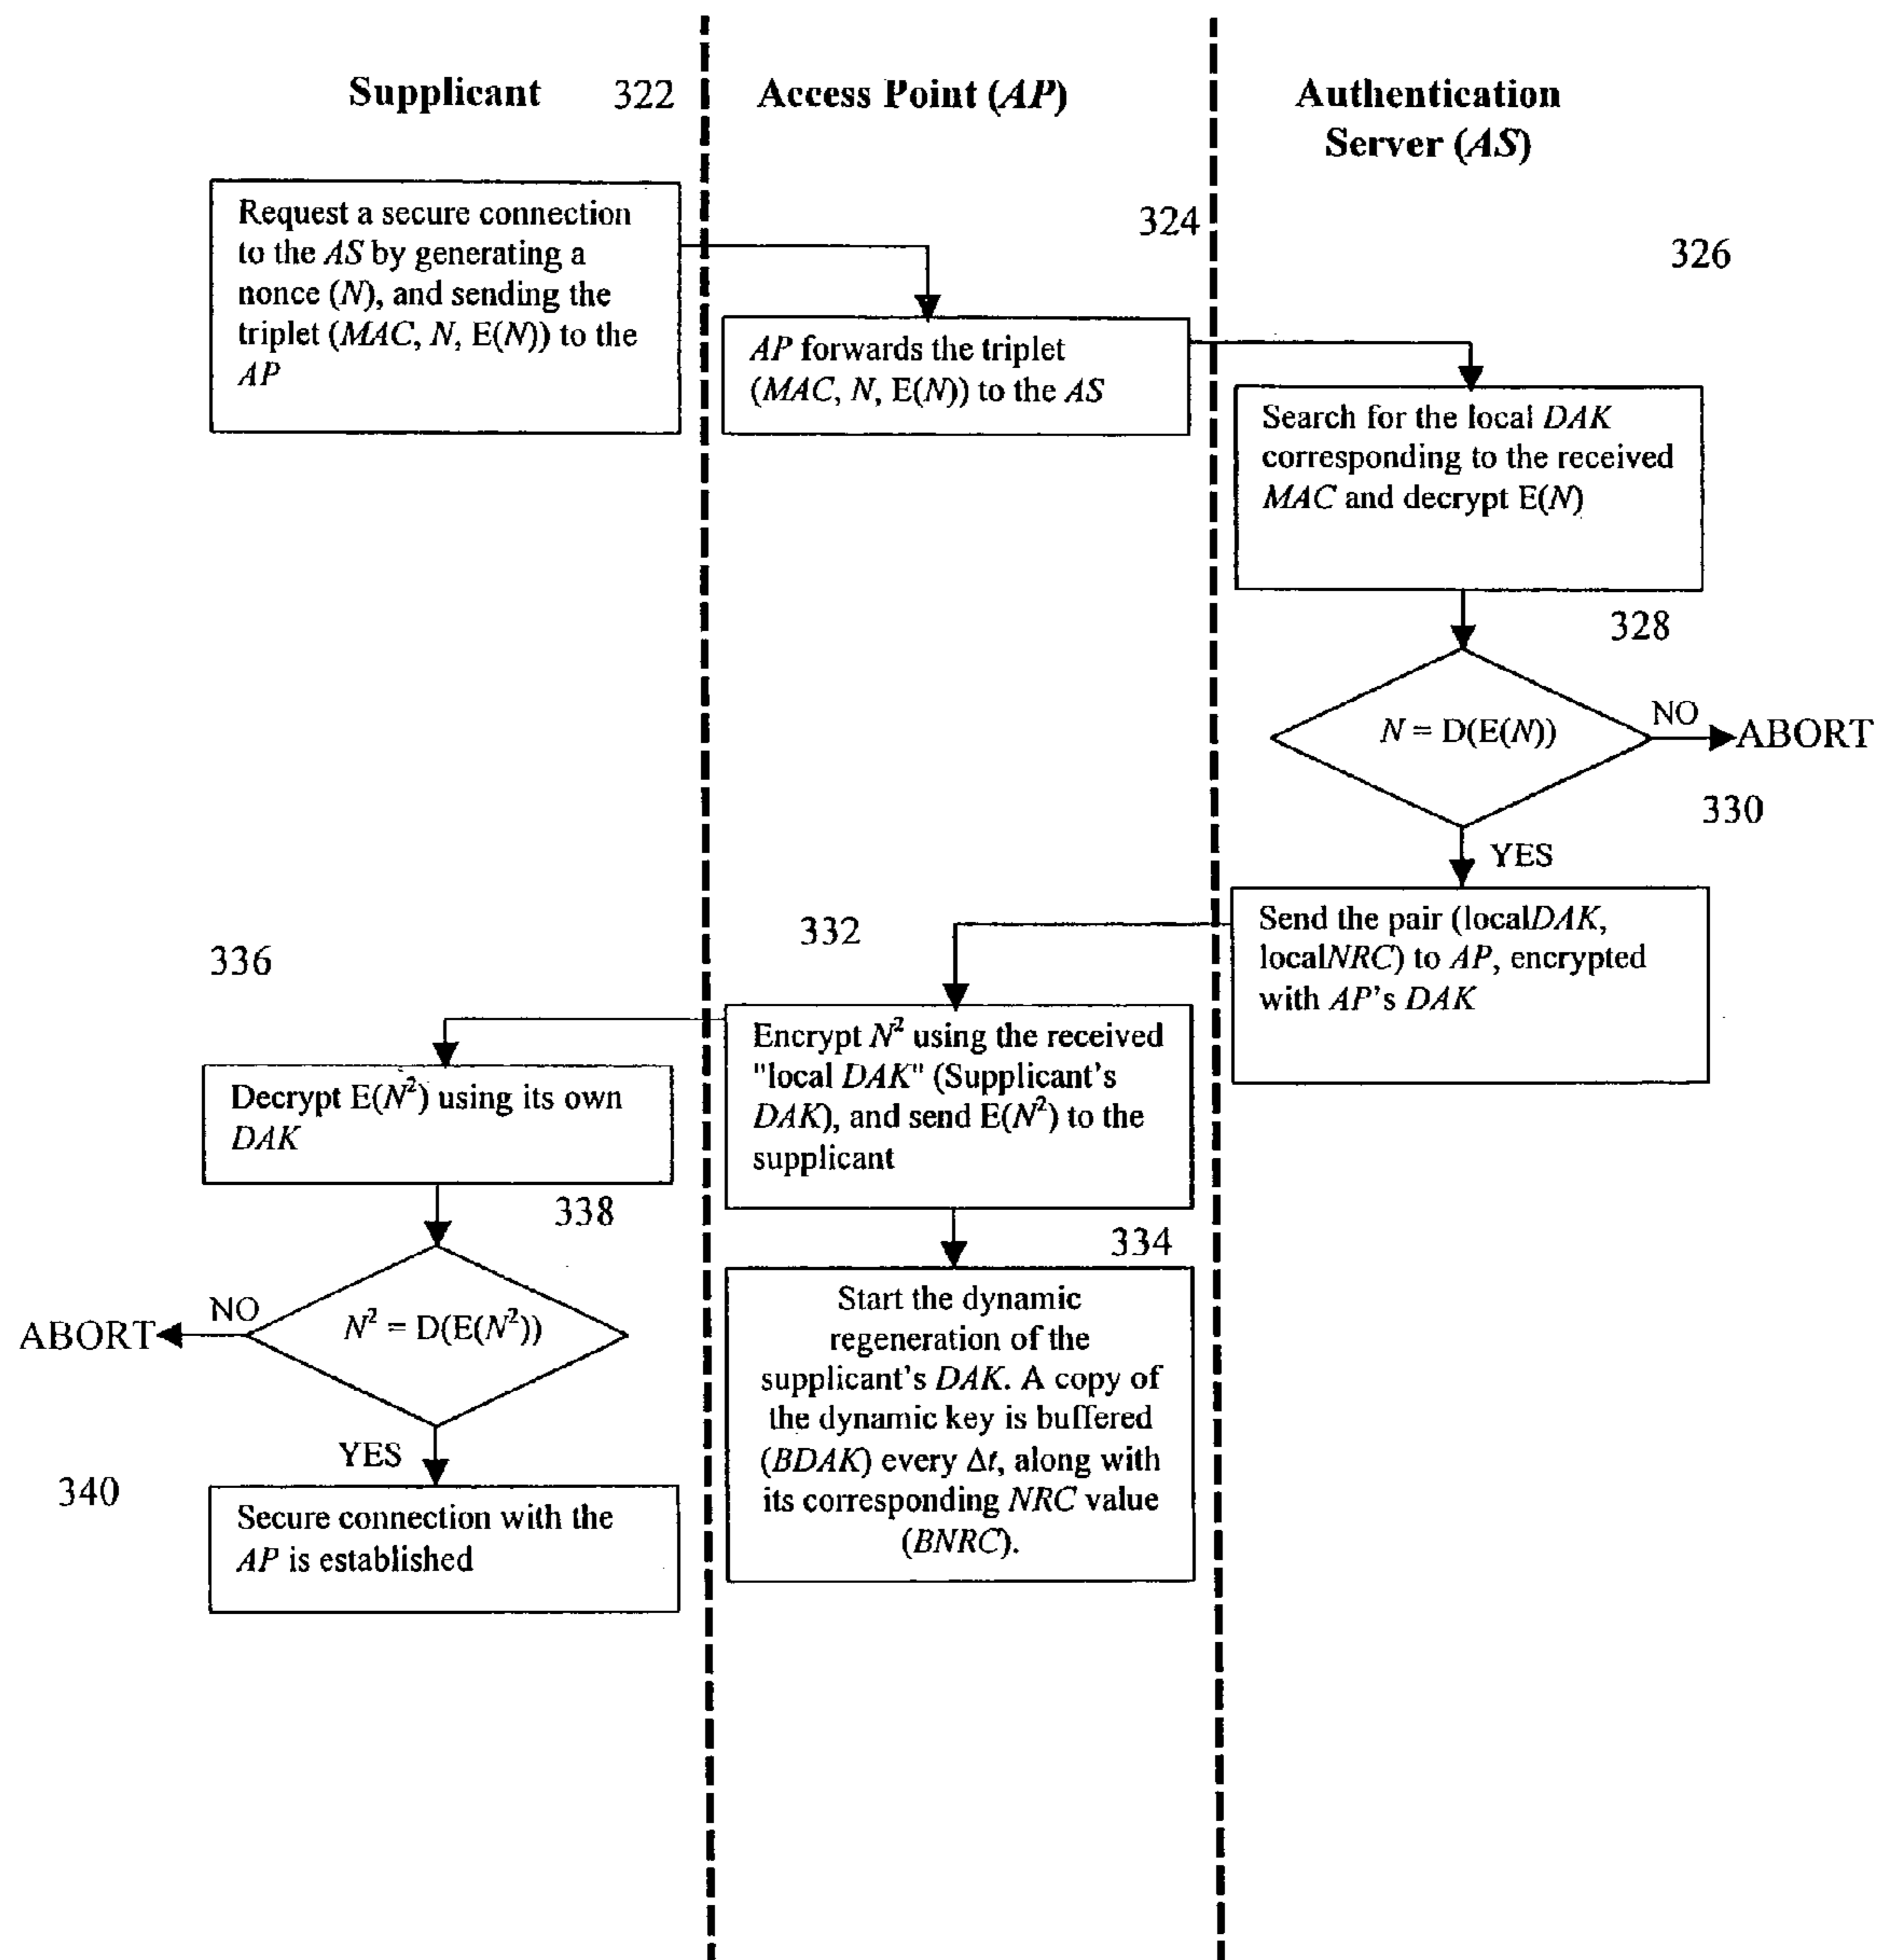 Supplicant 322
Access Point (AP)
Authentication
Server (AS)
Request a secure connection
to the AS by generating a
nonce (N), and sending the
triplet (MAC, N, E(N)) to the
AP
324
AP forwards the triplet
(MAC, N, E(N)) to the AS
326
Search for the local DAK
corresponding to the received
MAC and decrypt E(N)
328
N = D(E(N))
NO
ABORT
330
YES
Send the pair (localDAK,
localNRC) to AP, encrypted
with AP's DAK
332
Encrypt N² using the received
"local DAK" (Supplicant's
DAK), and send E(N²) to the
supplicant
334
Start the dynamic
regeneration of the
supplicant's DAK. A copy of
the dynamic key is buffered
(BDAK) every Δt, along with
its corresponding NRC value
(BNRC).
336
Decrypt E(N²) using its own
DAK
338
N² = D(E(N²))
NO
ABORT
YES
340
Secure connection with the
AP is established